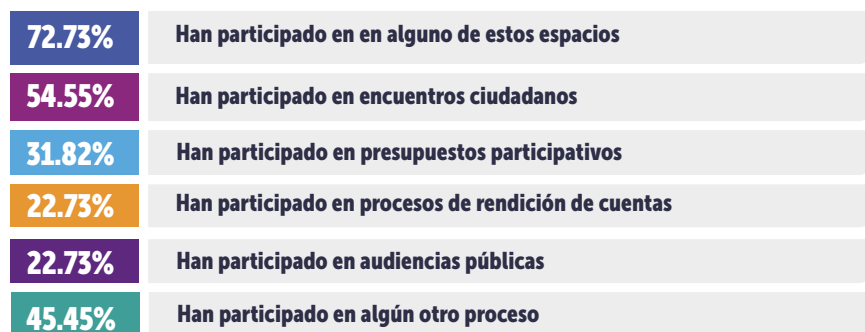 72.73% Han participado en en alguno de estos espacios
54.55% Han participado en encuentros ciudadanos
31.82% Han participado en presupuestos participativos
22.73% Han participado en procesos de rendición de cuentas
22.73% Han participado en audiencias públicas
45.45% Han participado en algún otro proceso